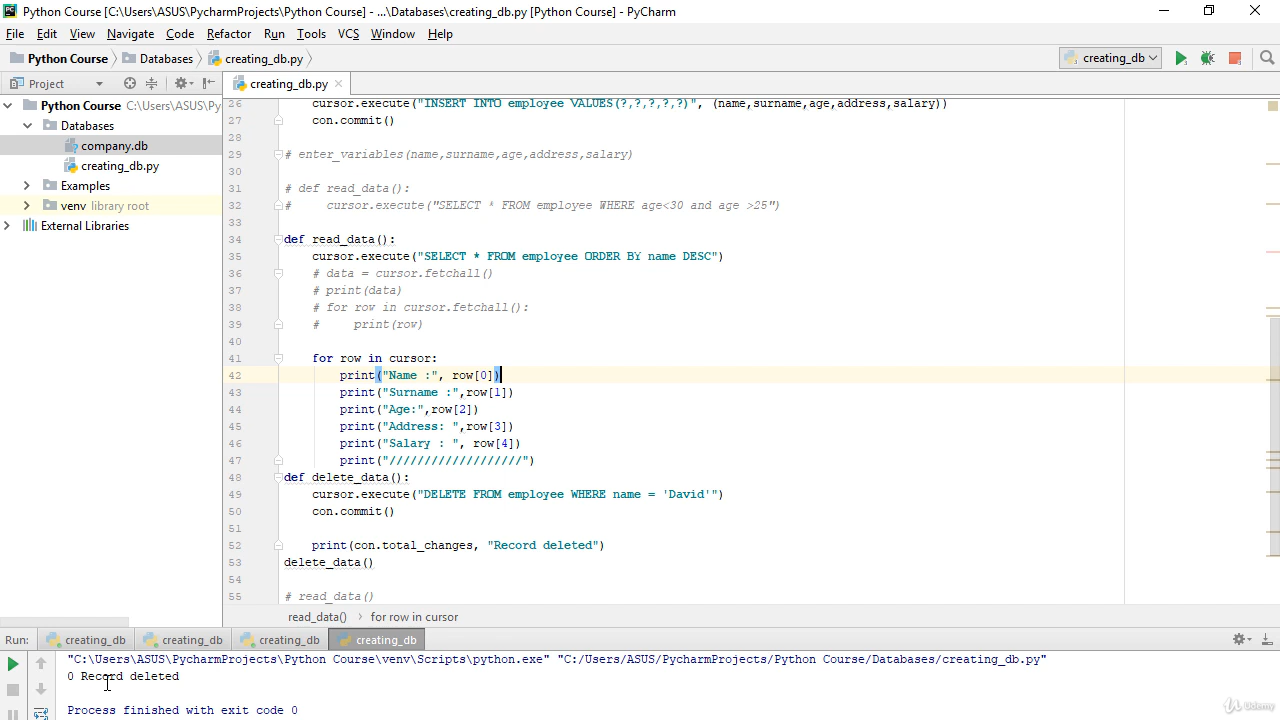 Python Course [C:\Users\ASUS\PycharmProjects\Python Course] - ...\Databases\creating_db.py [Python Course] - PyCharm
File Edit View Navigate Code Refactor Run Tools VCS Window Help
Python Course Databases creating_db.py creating_db
Project creating_db.py
Python Course C:\Users\ASUS\Py
Databases
company.db
creating_db.py
Examples
venv library root
External Libraries
26 cursor.execute("INSERT INTO employee VALUES(?,?,?,?,?)", (name,surname,age,address,salary))
27 con.commit()
28
29 # enter_variables(name,surname,age,address,salary)
30
31 # def read_data():
32 #     cursor.execute("SELECT * FROM employee WHERE age<30 and age >25")
33
34 def read_data():
35 cursor.execute("SELECT * FROM employee ORDER BY name DESC")
36 # data = cursor.fetchall()
37 # print(data)
38 # for row in cursor.fetchall():
39 #     print(row)
40
41 for row in cursor:
42 print("Name :", row[0])
43 print("Surname :",row[1])
44 print("Age:",row[2])
45 print("Address: ",row[3])
46 print("Salary : ", row[4])
47 print("///////////////////")
48 def delete_data():
49 cursor.execute("DELETE FROM employee WHERE name = 'David'")
50 con.commit()
51
52 print(con.total_changes, "Record deleted")
53 delete_data()
54
55 # read_data()
read_data() for row in cursor
Run: creating_db creating_db creating_db creating_db
"C:\Users\ASUS\PycharmProjects\Python Course\venv\Scripts\python.exe" "C:/Users/ASUS/PycharmProjects/Python Course/Databases/creating_db.py"
0 Record deleted
Process finished with exit code 0
Udemy